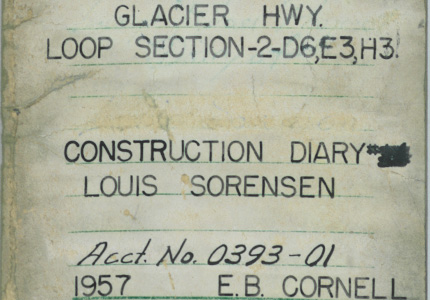 GLACIER HWY.
LOOP SECTION-2-D6,E3,H3.
CONSTRUCTION DIARY
LOUIS SORENSEN
Acct. No. 0393-01
1957 E.B. CORNELL